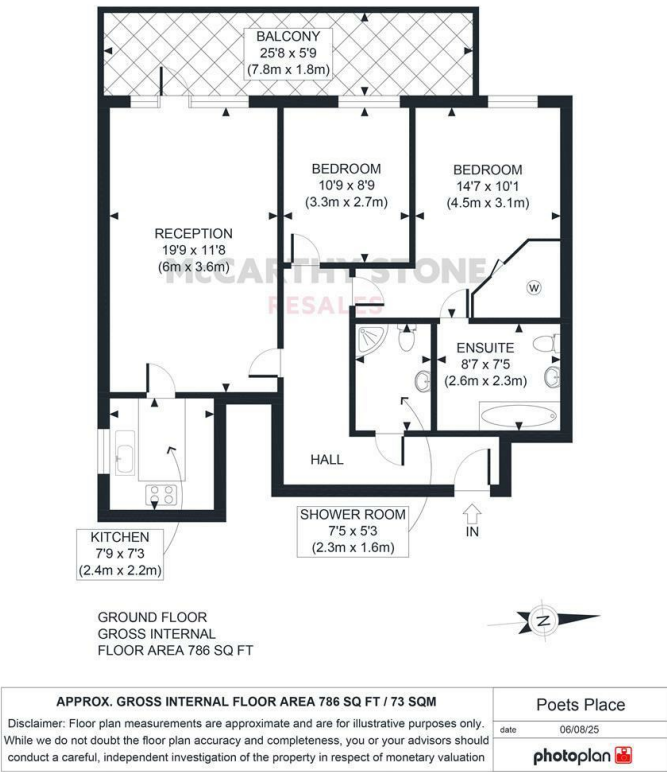 BALCONY
25'8 x 5'9
(7.8m x 1.8m)
BEDROOM
10'9 x 8'9
(3.3m x 2.7m)
BEDROOM
14'7 x 10'1
(4.5m x 3.1m)
RECEPTION
19'9 x 11'8
(6m x 3.6m)
McCARTHY STONE
RESALES
W
ENSUITE
8'7 x 7'5
(2.6m x 2.3m)
HALL
SHOWER ROOM
7'5 x 5'3
(2.3m x 1.6m)
IN
KITCHEN
7'9 x 7'3
(2.4m x 2.2m)
GROUND FLOOR
GROSS INTERNAL
FLOOR AREA 786 SQ FT
N
APPROX. GROSS INTERNAL FLOOR AREA 786 SQ FT / 73 SQM
Disclaimer: Floor plan measurements are approximate and are for illustrative purposes only.
While we do not doubt the floor plan accuracy and completeness, you or your advisors should
conduct a careful, independent investigation of the property in respect of monetary valuation
Poets Place
date 06/08/25
photoplan